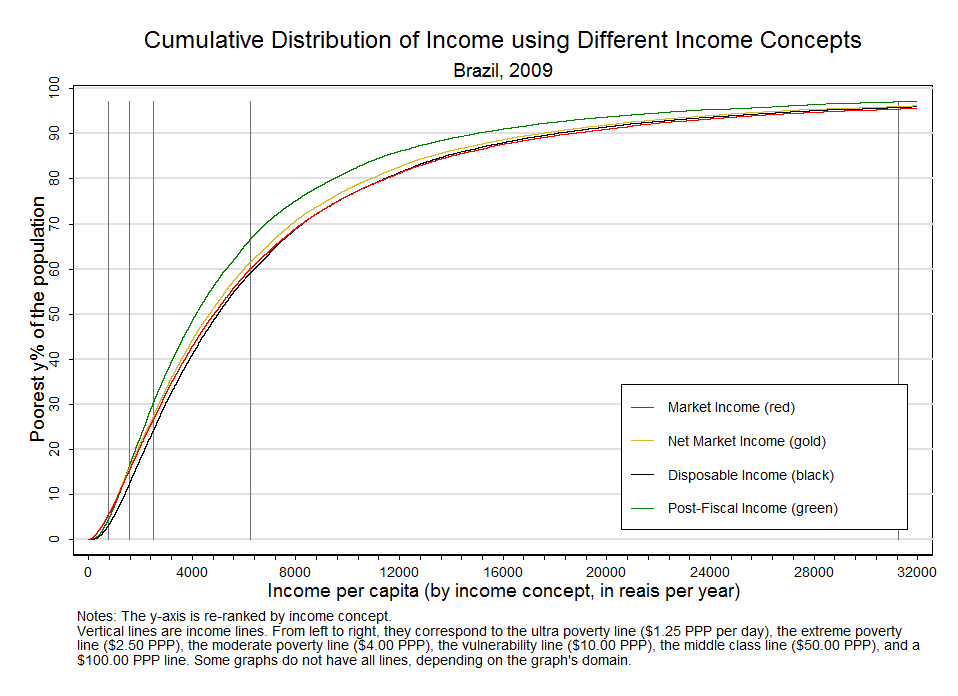 Cumulative Distribution of Income using Different Income Concepts
Brazil, 2009
Poorest y% of the population
100
90
80
70
60
50
40
30
20
10
0
Market Income (red)
Net Market Income (gold)
Disposable Income (black)
Post-Fiscal Income (green)
0 4000 8000 12000 16000 20000 24000 28000 32000
Income per capita (by income concept, in reais per year)
Notes: The y-axis is re-ranked by income concept.
Vertical lines are income lines. From left to right, they correspond to the ultra poverty line ($1.25 PPP per day), the extreme poverty
line ($2.50 PPP), the moderate poverty line ($4.00 PPP), the vulnerability line ($10.00 PPP), the middle class line ($50.00 PPP), and a
$100.00 PPP line. Some graphs do not have all lines, depending on the graph's domain.